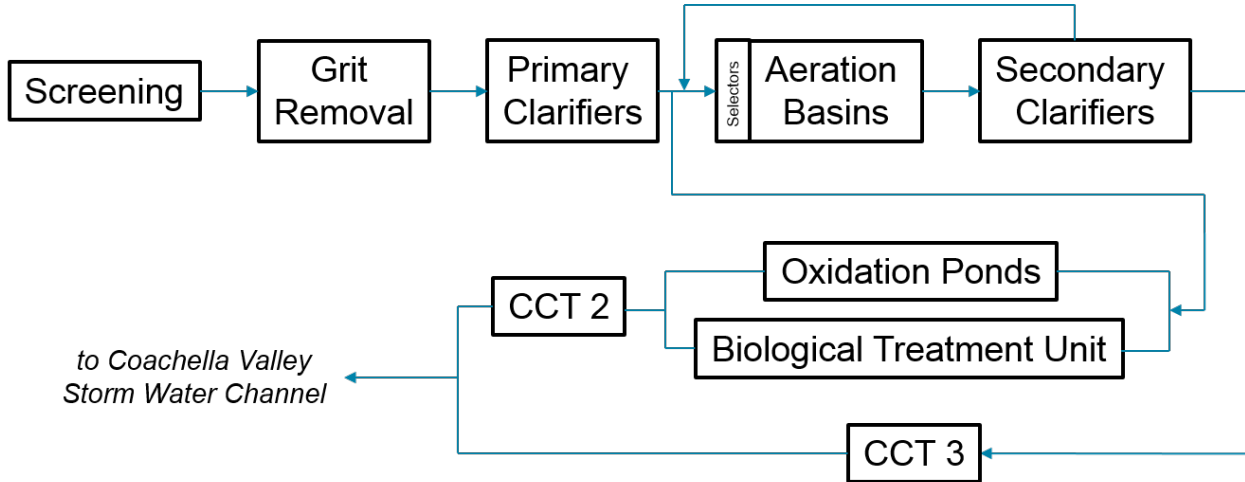 Screening
Grit
Removal
Primary
Clarifiers
Selectors
Aeration
Basins
Secondary
Clarifiers
Oxidation Ponds
CCT 2
Biological Treatment Unit
to Coachella Valley
Storm Water Channel
CCT 3